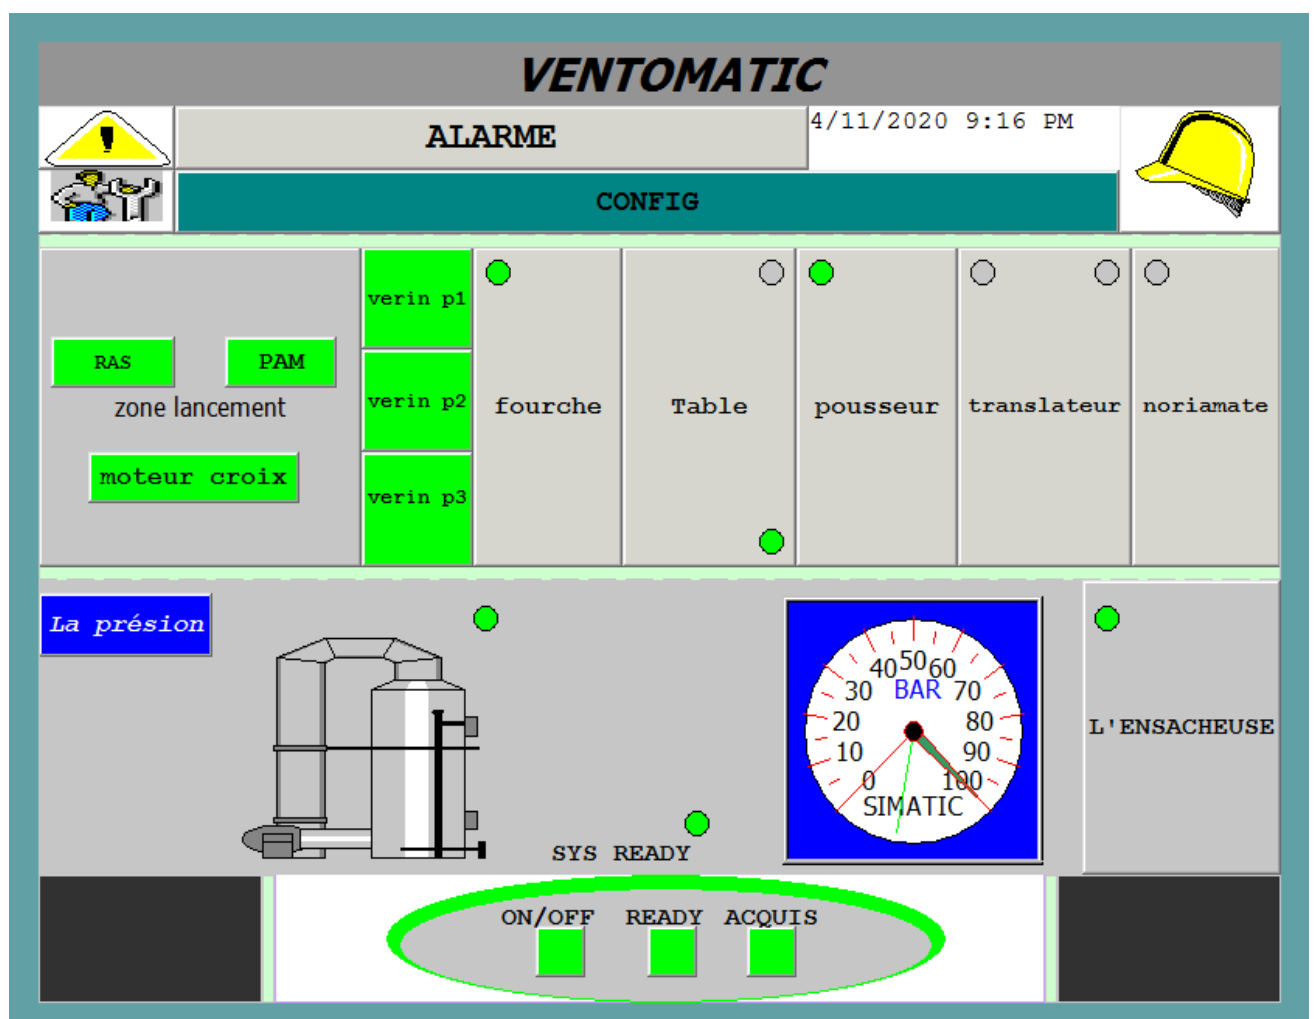 VENTOMATIC
ALARME
4/11/2020 9:16 PM
CONFIG
RAS
PAM
zone lancement
moteur croix
verin p1
verin p2
verin p3
fourche
Table
pousseur
translateur
noriamate
La présion
0
10
20
30
40
50
60
70
80
90
100
BAR
SIMATIC
L'ENSACHEUSE
SYS READY
ON/OFF
READY
ACQUIS